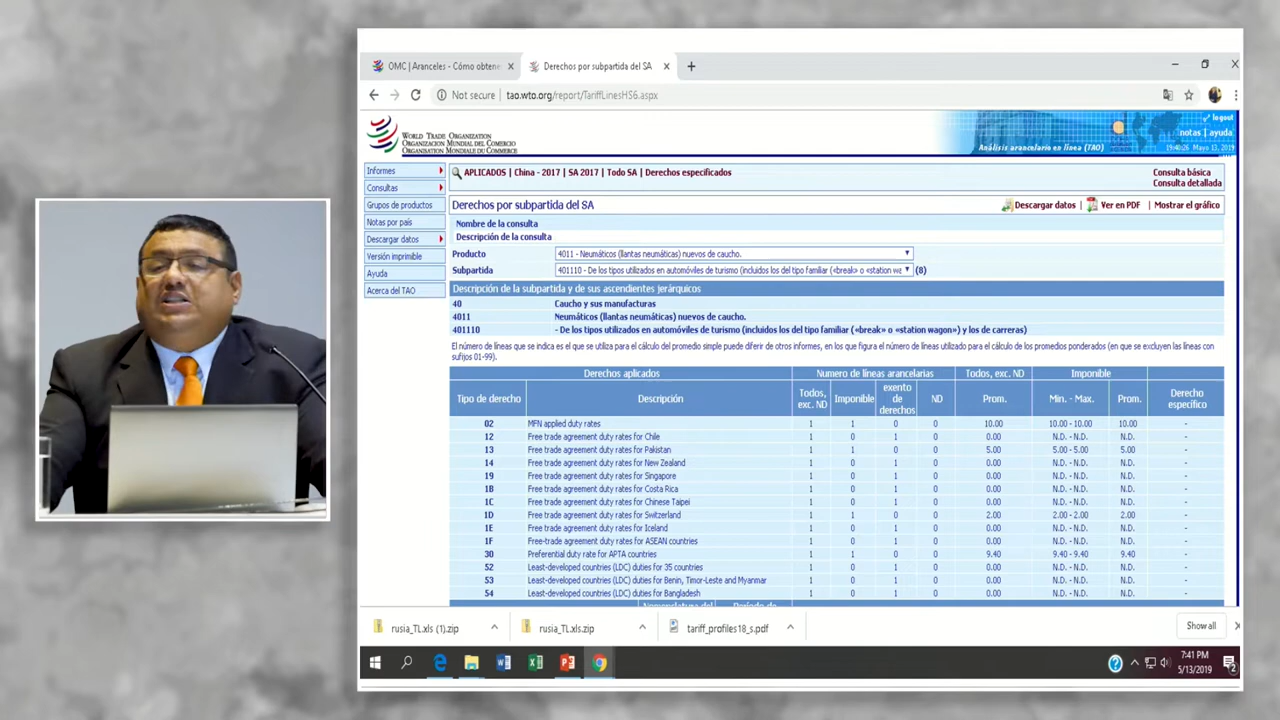 OMC | Aranceles - Cómo obtene
Derechos por subpartida del SA
Not secure | tao.wto.org/report/TariffLinesHS6.aspx
WORLD TRADE ORGANIZATION
ORGANIZACIÓN MUNDIAL DEL COMERCIO
ORGANISATION MONDIALE DU COMMERCE
logout
notas | ayuda
Análisis arancelario en línea (TAO)
19:40:26 Mayo 13, 2019
Informes
Consultas
Grupos de productos
Notas por país
Descargar datos
Versión imprimible
Ayuda
Acerca del TAO
APLICADOS | China - 2017 | SA 2017 | Todo SA | Derechos especificados
Consulta básica
Consulta detallada
Derechos por subpartida del SA
Descargar datos | Ver en PDF | Mostrar el gráfico
Nombre de la consulta
Descripción de la consulta
Producto 4011 - Neumáticos (llantas neumáticas) nuevos de caucho.
Subpartida 401110 - De los tipos utilizados en automóviles de turismo (incluidos los del tipo familiar («break» o «station wa (8)
Descripción de la subpartida y de sus ascendientes jerárquicos
40 Caucho y sus manufacturas
4011 Neumáticos (llantas neumáticas) nuevos de caucho.
401110 - De los tipos utilizados en automóviles de turismo (incluidos los del tipo familiar («break» o «station wagon») y los de carreras)
El número de líneas que se indica es el que se utiliza para el cálculo del promedio simple puede diferir de otros informes, en los que figura el número de líneas utilizado para el cálculo de los promedios ponderados (en que se excluyen las líneas con
sufijos 01-99).
Derechos aplicados Numero de líneas arancelarias Todos, exc. ND Imponible
Tipo de derecho Descripción Todos, exc. ND Imponible exento de derechos ND Prom. Min. - Max. Prom. Derecho específico
02 MFN applied duty rates 1 1 0 0 10.00 10.00 - 10.00 10.00 -
12 Free trade agreement duty rates for Chile 1 0 1 0 0.00 N.D. - N.D. N.D. -
13 Free trade agreement duty rates for Pakistan 1 1 0 0 5.00 5.00 - 5.00 5.00 -
14 Free trade agreement duty rates for New Zealand 1 0 1 0 0.00 N.D. - N.D. N.D. -
19 Free trade agreement duty rates for Singapore 1 0 1 0 0.00 N.D. - N.D. N.D. -
1B Free trade agreement duty rates for Costa Rica 1 0 1 0 0.00 N.D. - N.D. N.D. -
1C Free trade agreement duty rates for Chinese Taipei 1 0 1 0 0.00 N.D. - N.D. N.D. -
1D Free trade agreement duty rates for Switzerland 1 1 0 0 2.00 2.00 - 2.00 2.00 -
1E Free trade agreement duty rates for Iceland 1 0 1 0 0.00 N.D. - N.D. N.D. -
1F Free-trade agreement duty rates for ASEAN countries 1 0 1 0 0.00 N.D. - N.D. N.D. -
30 Preferential duty rate for APTA countries 1 1 0 0 9.40 9.40 - 9.40 9.40 -
52 Least-developed countries (LDC) duties for 35 countries 1 0 1 0 0.00 N.D. - N.D. N.D. -
53 Least-developed countries (LDC) duties for Benin, Timor-Leste and Myanmar 1 0 1 0 0.00 N.D. - N.D. N.D. -
54 Least-developed countries (LDC) duties for Bangladesh 1 0 1 0 0.00 N.D. - N.D. N.D. -
Nomenclatura del Período de
rusia_TL.xls (1).zip
rusia_TL.xls.zip
tariff_profiles18_s.pdf
Show all
7:41 PM
5/13/2019
2